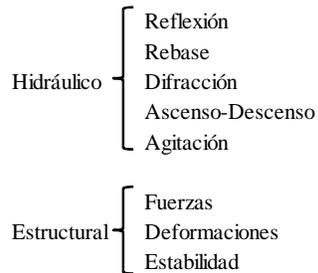 Reflexión
Rebase
Hidráulico Difracción
Ascenso-Descenso
Agitación
Fuerzas
Estructural Deformaciones
Estabilidad